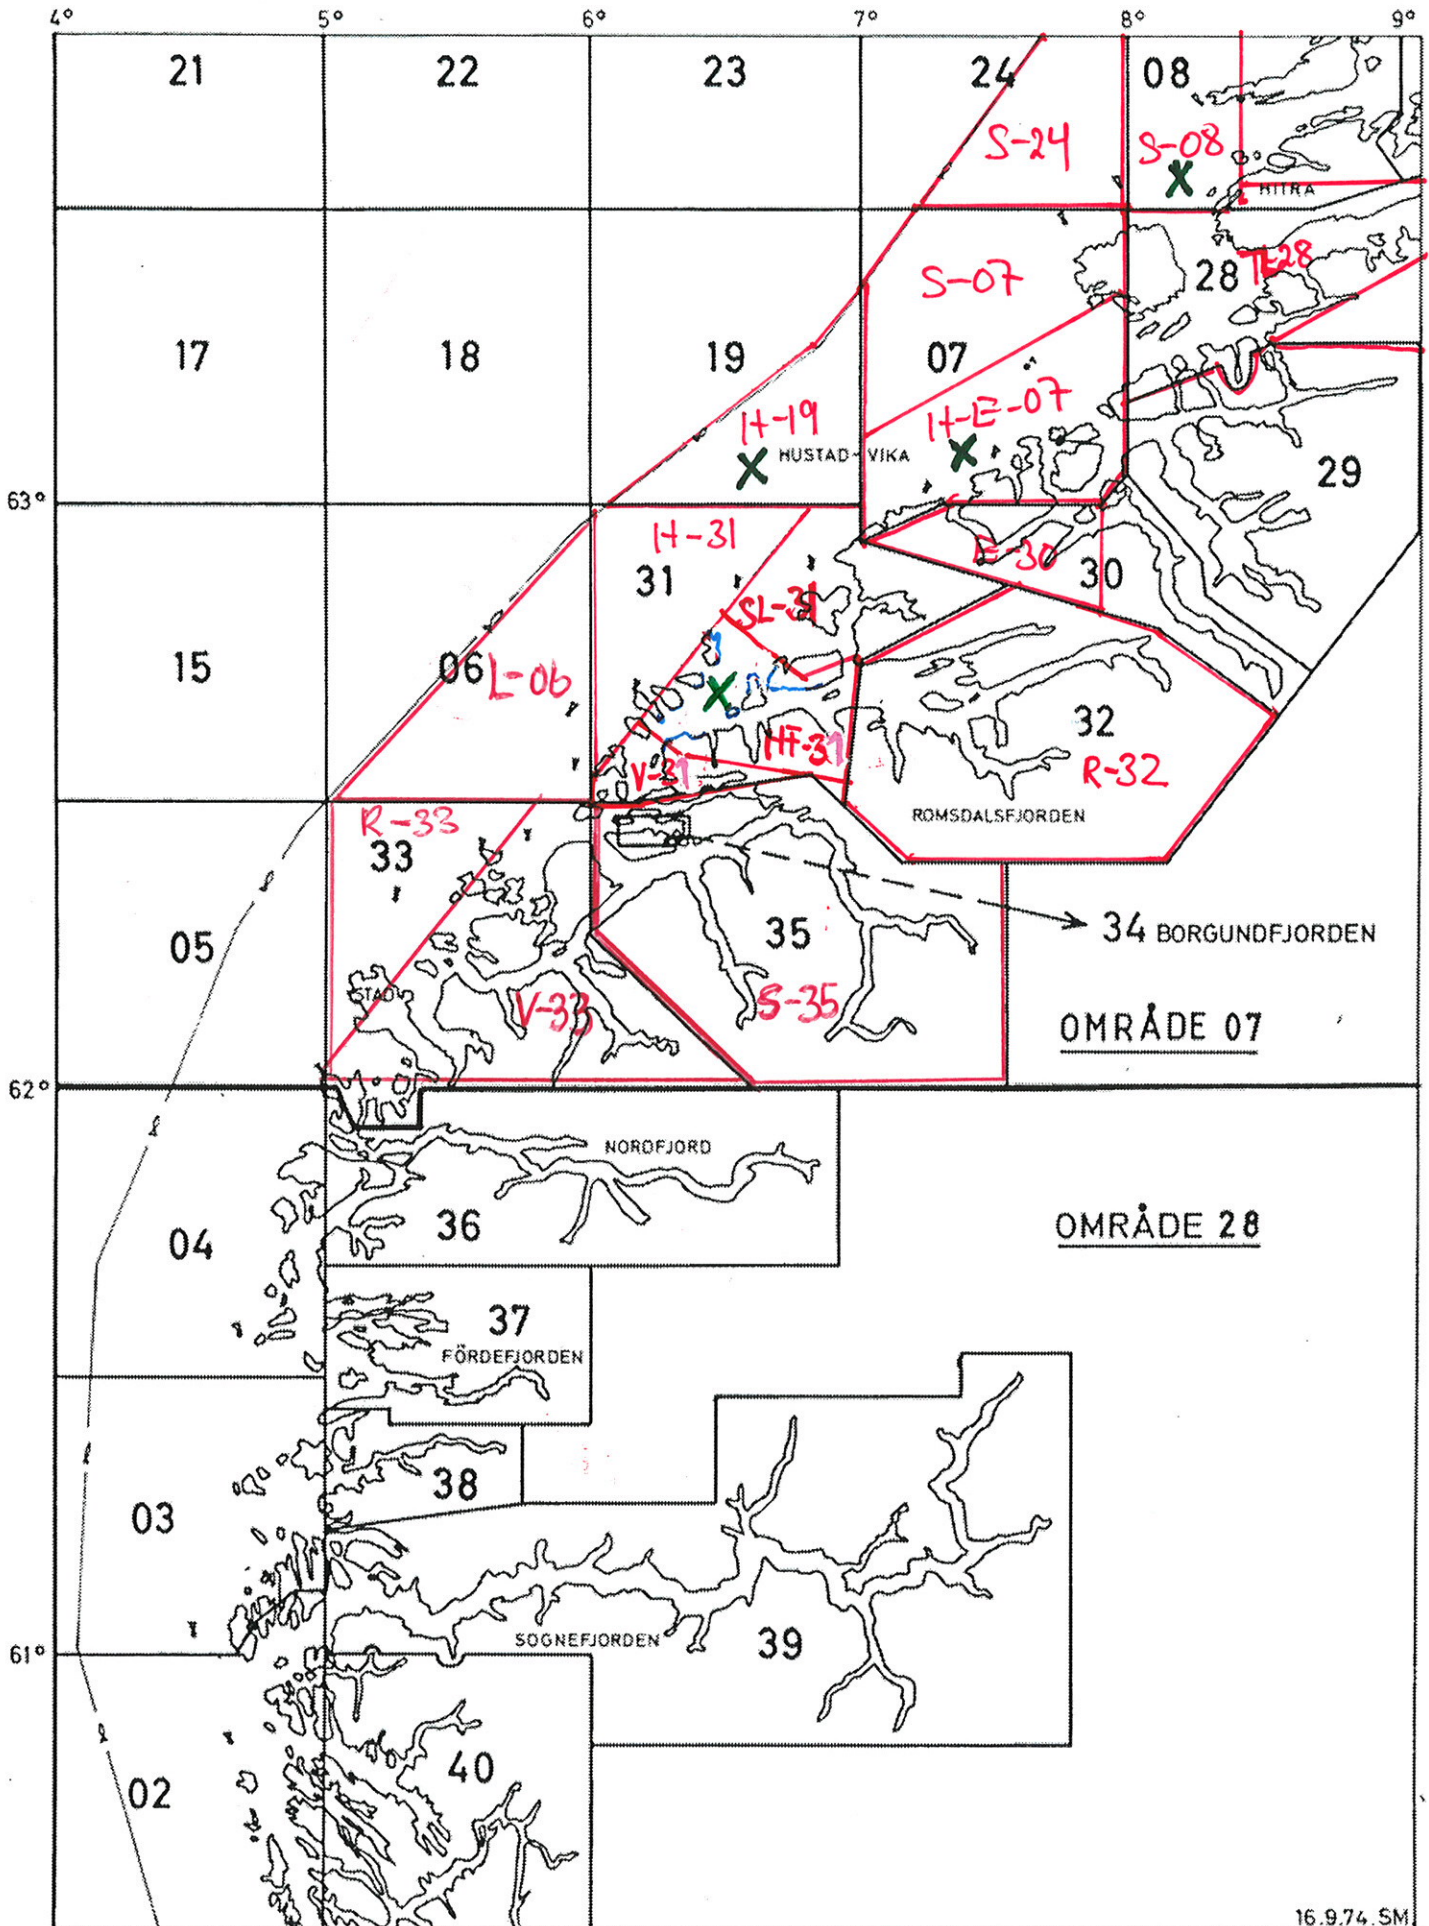 4° 5° 6° 7° 8° 9°
21 22 23 24 08
S-24 S-08
HITRA
S-07 28
17 18 19 07
H-19 H-E-07
HUSTAD-VIKA
29
63°
H-31
31 E-30 30
SL-31
15 06 L-06
32
HF-31
V-31 R-32
R-33
ROMSDALSFJORDEN
33
05 35 34 BORGUNDFJORDEN
STAD V-33 S-35
OMRÅDE 07
62°
NORDFJORD
04 36 OMRÅDE 28
37
FÖRDEFJORDEN
38
03
SOGNEFJORDEN 39
61°
40
02
16.9.74.SM